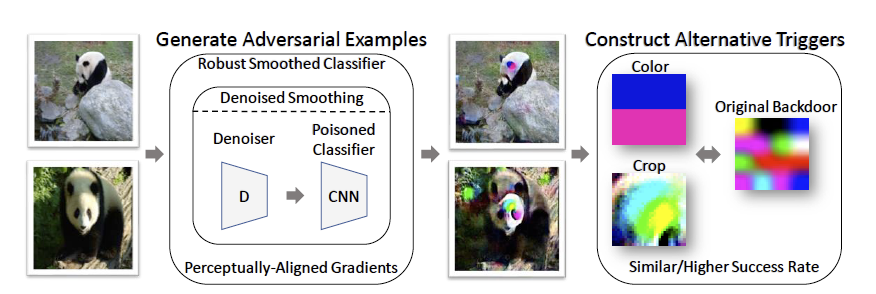 Generate Adversarial Examples
Robust Smoothed Classifier
Denoised Smoothing
Denoiser
Poisoned
Classifier
D
CNN
Perceptually-Aligned Gradients
Construct Alternative Triggers
Color
Original Backdoor
Crop
Similar/Higher Success Rate